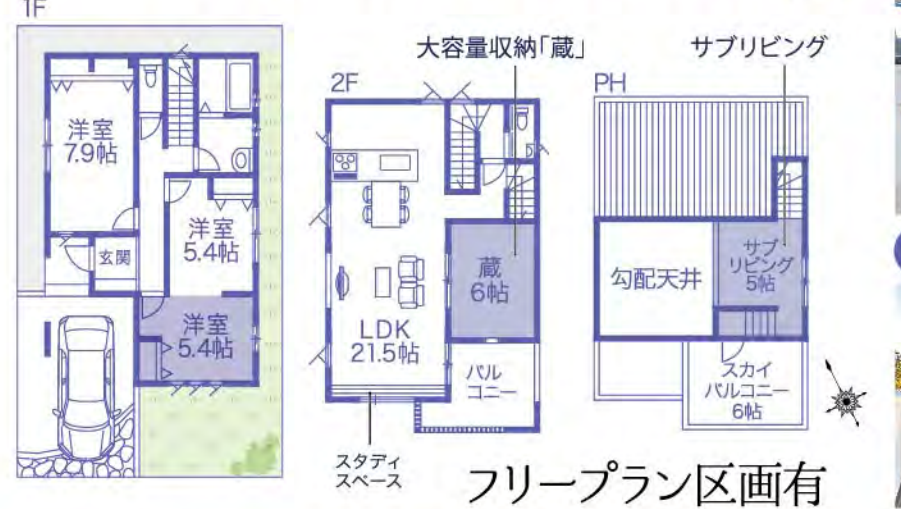 1F
洋室
7.9帖
玄関
洋室
5.4帖
洋室
5.4帖
大容量収納「蔵」
2F
蔵
6帖
LDK
21.5帖
バル
コニー
スタディ
スペース
サブリビング
PH
勾配天井
サブ
リビング
5帖
スカイ
バルコニー
6帖
フリープラン区画有